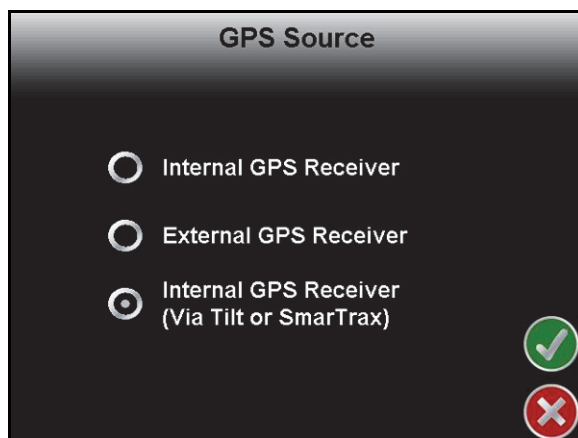 GPS Source
Internal GPS Receiver
External GPS Receiver
Internal GPS Receiver
(Via Tilt or SmarTrax)